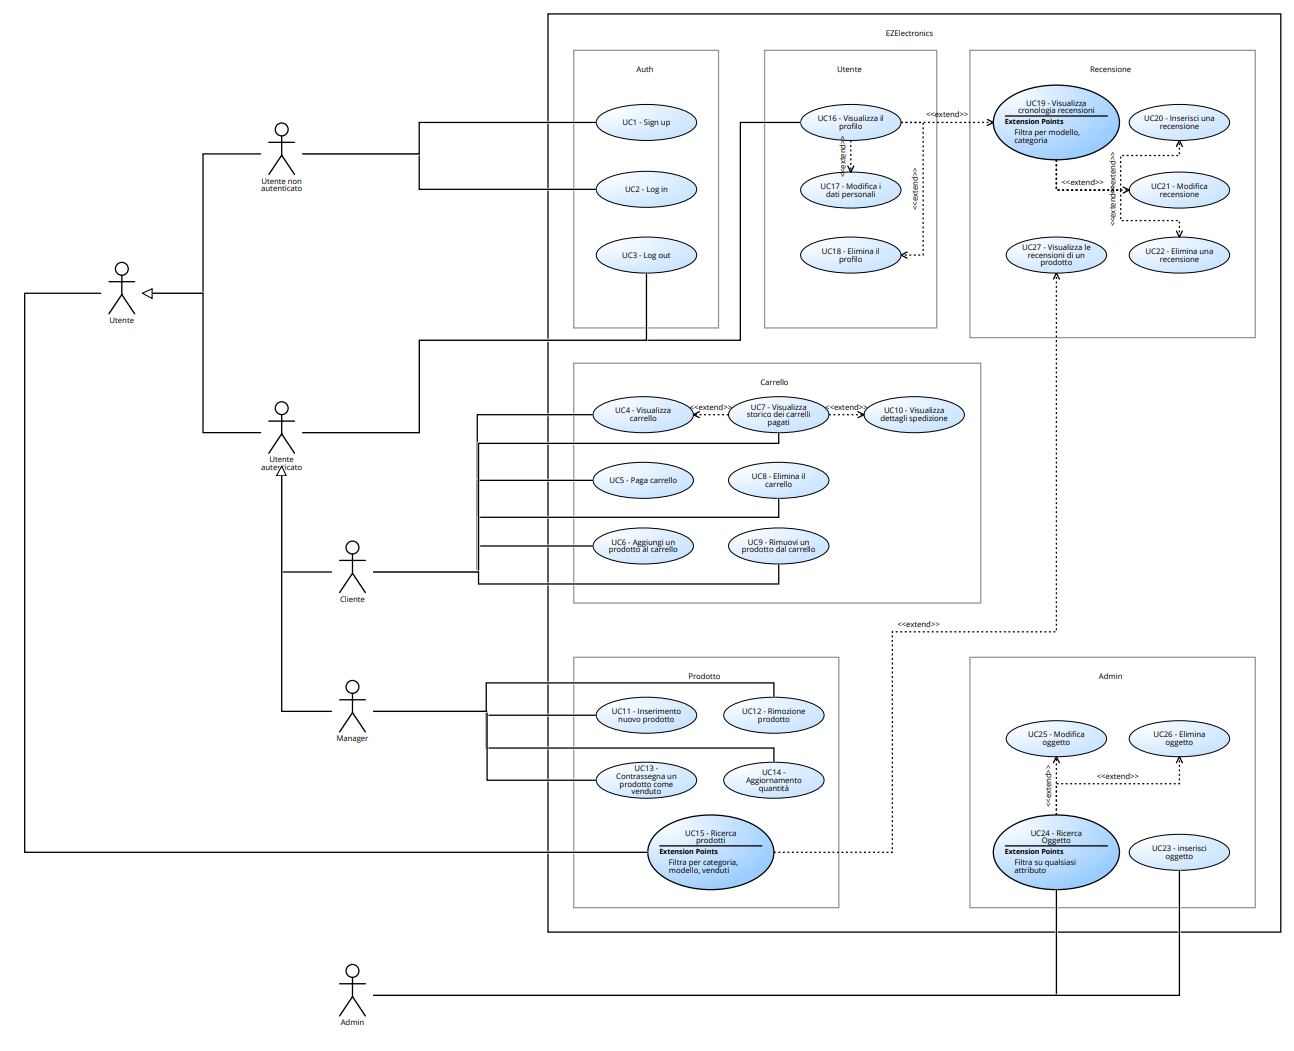 EZElectronics
Auth
UC1 - Sign up
UC2 - Log in
UC3 - Log out
Utente
UC16 - Visualizza il
profilo
<<extend>>
<<extend>>
<<extend>>
UC17 - Modifica i
dati personali
UC18 - Elimina il
profilo
Recensione
UC19 - Visualizza
cronologia recensioni
Extension Points
Filtra per modello,
categoria
UC20 - Inserisci una
recensione
<<extend>>
<<extend>>
<<extend>>
UC21 - Modifica
recensione
UC27 - Visualizza le
recensioni di un
prodotto
UC22 - Elimina una
recensione
Utente non
autenticato
Utente
Utente
autenticato
Cliente
Manager
Admin
Carrello
UC4 - Visualizza
carrello
<<extend>>
UC7 - Visualizza
storico dei carrelli
pagati
<<extend>>
UC10 - Visualizza
dettagli spedizione
UC5 - Paga carrello
UC8 - Elimina il
carrello
UC6 - Aggiungi un
prodotto al carrello
UC9 - Rimuovi un
prodotto dal carrello
<<extend>>
Prodotto
UC11 - Inserimento
nuovo prodotto
UC12 - Rimozione
prodotto
UC13 -
Contrassegna un
prodotto come
venduto
UC14 -
Aggiornamento
quantità
UC15 - Ricerca
prodotti
Extension Points
Filtra per categoria,
modello, venduti
Admin
UC25 - Modifica
oggetto
UC26 - Elimina
oggetto
<<extend>>
<<extend>>
UC24 - Ricerca
Oggetto
Extension Points
Filtra su qualsiasi
attributo
UC23 - inserisci
oggetto